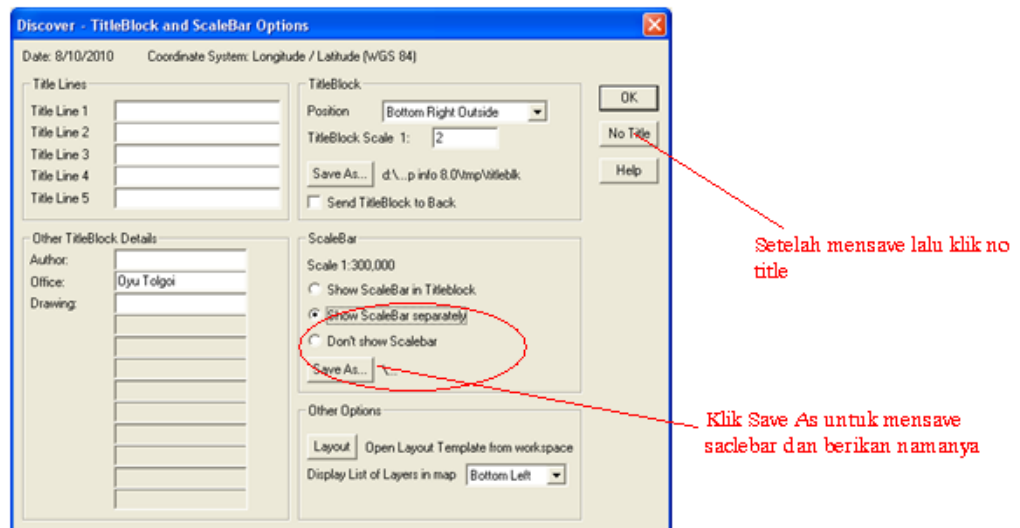 Discover - TitleBlock and ScaleBar Options
Date: 8/10/2010 Coordinate System: Longitude / Latitude (WGS 84)
Title Lines
Title Line 1
Title Line 2
Title Line 3
Title Line 4
Title Line 5
TitleBlock
Position Bottom Right Outside
TitleBlock Scale 1: 2
Save As... d:\...p info 8.0\tmp\titleblk
Send TitleBlock to Back
OK
No Title
Help
Setelah mensave lalu klik no
title
Other TitleBlock Details
Author:
Office: Oyu Tolgoi
Drawing:
ScaleBar
Scale 1:300,000
Show ScaleBar in Titleblock
Show ScaleBar separately
Don't show Scalebar
Save As... \...
Klik Save As untuk mensave
saclebar dan berikan namanya
Other Options
Layout Open Layout Template from workspace
Display List of Layers in map Bottom Left